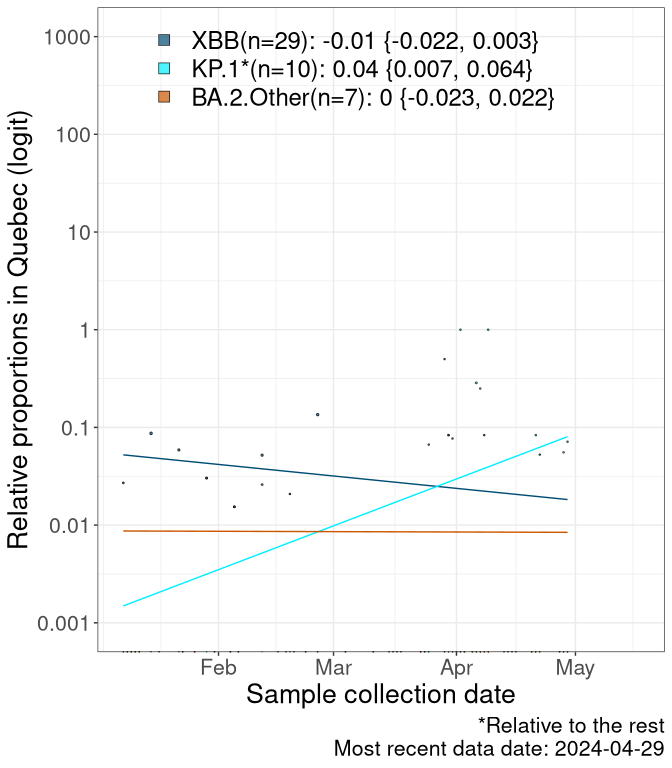 XBB(n=29): -0.01 {-0.022, 0.003}
KP.1*(n=10): 0.04 {0.007, 0.064}
BA.2.Other(n=7): 0 {-0.023, 0.022}
Relative proportions in Quebec (logit)
1000
100
10
1
0.1
0.01
0.001
Feb Mar Apr May
Sample collection date
*Relative to the rest
Most recent data date: 2024-04-29